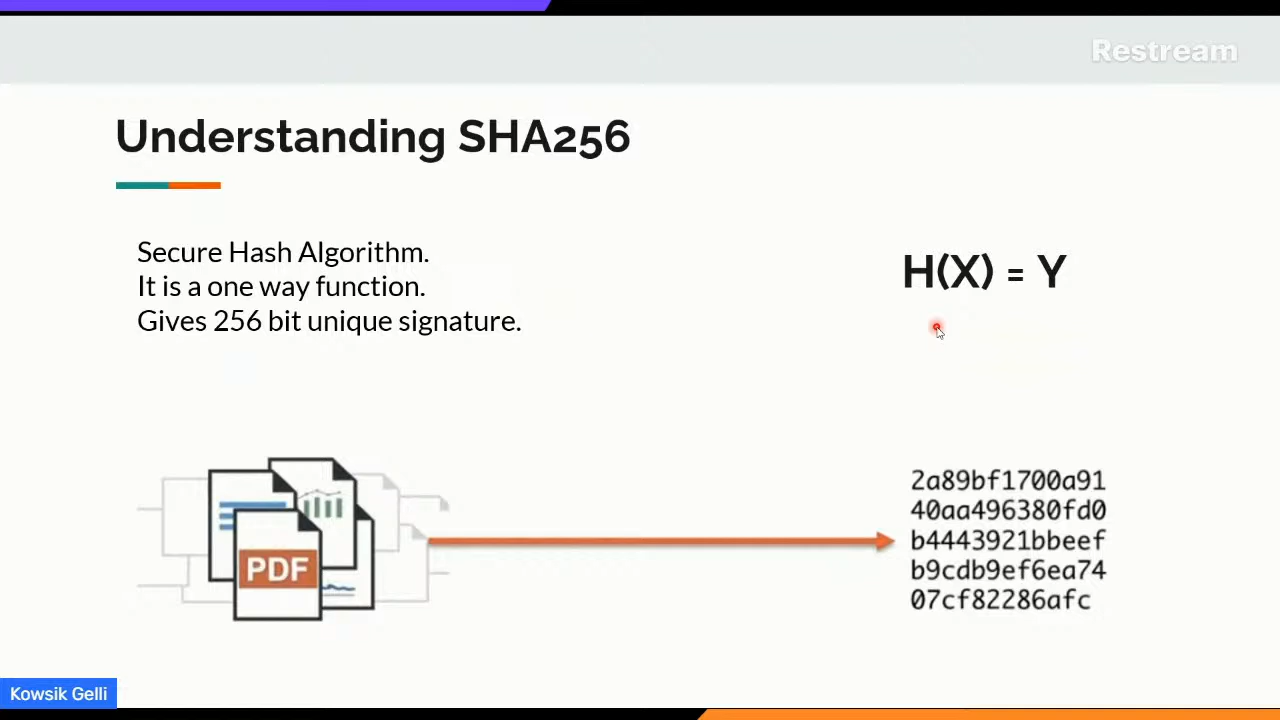 Restream
Understanding SHA256
Secure Hash Algorithm.
It is a one way function.
Gives 256 bit unique signature.
H(X) = Y
PDF
2a89bf1700a91
40aa496380fd0
b4443921bbeef
b9cdb9ef6ea74
07cf82286afc
Kowsik Gelli